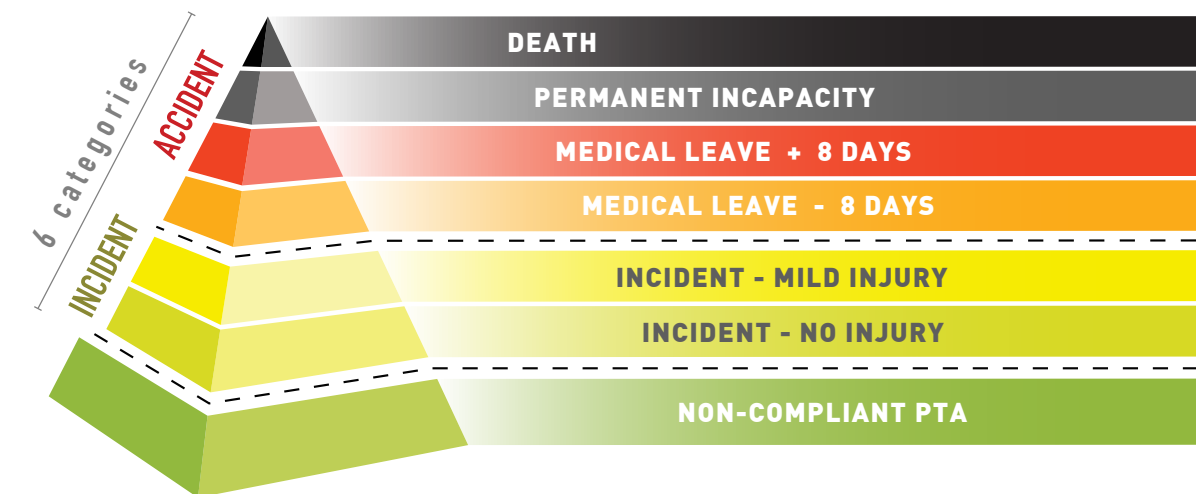 6 categories
ACCIDENT
INCIDENT
DEATH
PERMANENT INCAPACITY
MEDICAL LEAVE + 8 DAYS
MEDICAL LEAVE - 8 DAYS
INCIDENT - MILD INJURY
INCIDENT - NO INJURY
NON-COMPLIANT PTA